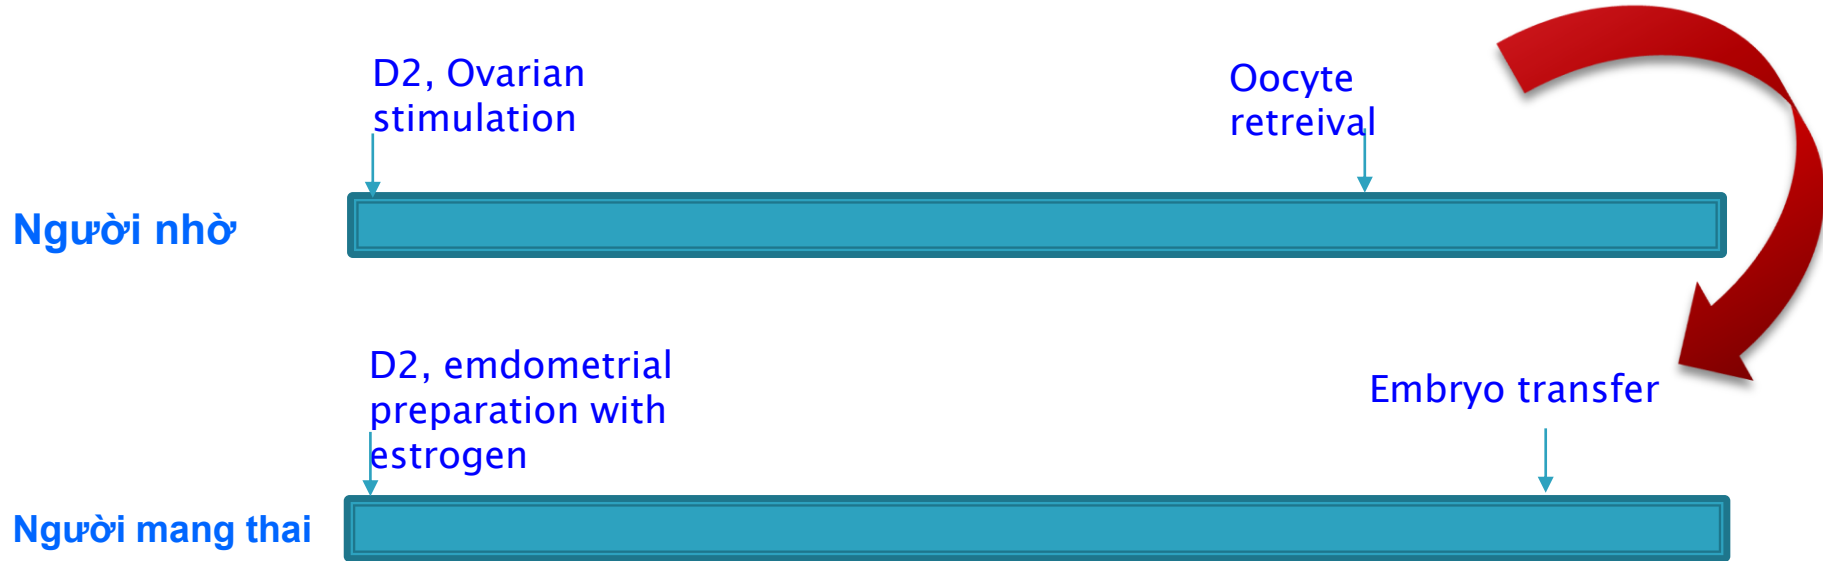 D2, Ovarian
stimulation
Oocyte
retreival
Người nhờ
D2, emdometrial
preparation with
estrogen
Embryo transfer
Người mang thai